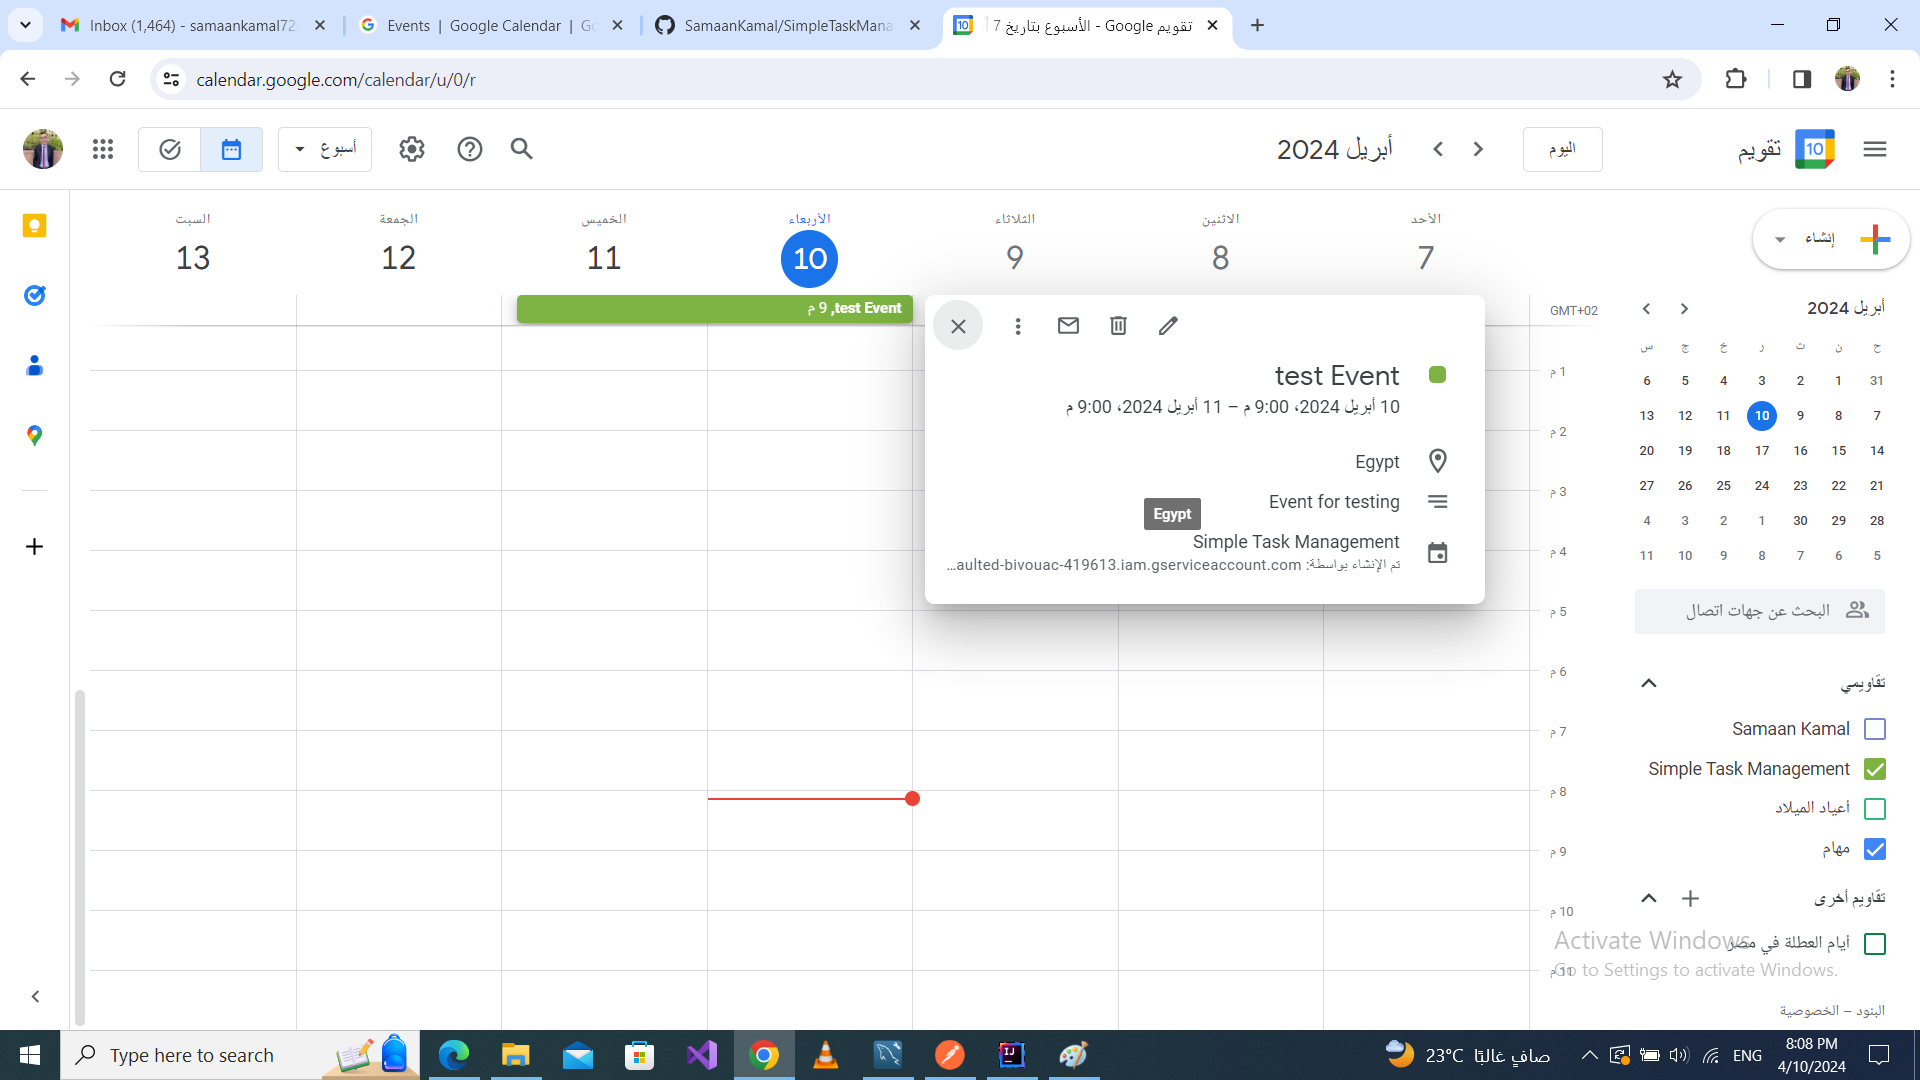 Inbox (1,464) - samaankamal72
Events | Google Calendar | Go
SamaanKamal/SimpleTaskMana
تقويم Google - الأسبوع بتاريخ 7
calendar.google.com/calendar/u/0/r
تقويم
اليوم
أبريل 2024
أسبوع
إنشاء
الأحد
7
الاثنين
8
الثلاثاء
9
الأربعاء
10
الخميس
11
الجمعة
12
السبت
13
GMT+02
test Event, 9 م
test Event
10 أبريل 2024، 9:00 م – 11 أبريل 2024، 9:00 م
Egypt
Event for testing
Egypt
Simple Task Management
تم الإنشاء بواسطة: aulted-bivouac-419613.iam.gserviceaccount.com...
1 م
2 م
3 م
4 م
5 م
6 م
7 م
8 م
9 م
10 م
11 م
أبريل 2024
ح ن ث ر خ ج س
31 1 2 3 4 5 6
7 8 9 10 11 12 13
14 15 16 17 18 19 20
21 22 23 24 25 26 27
28 29 30 1 2 3 4
5 6 7 8 9 10 11
البحث عن جهات اتصال
تقاويمي
Samaan Kamal
Simple Task Management
أعياد الميلاد
مهام
تقاويم أخرى
أيام العطلة في مصر
Activate Windows
Go to Settings to activate Windows.
البنود – الخصوصية
Type here to search
23°C صافٍ غالبًا
ENG
8:08 PM
4/10/2024